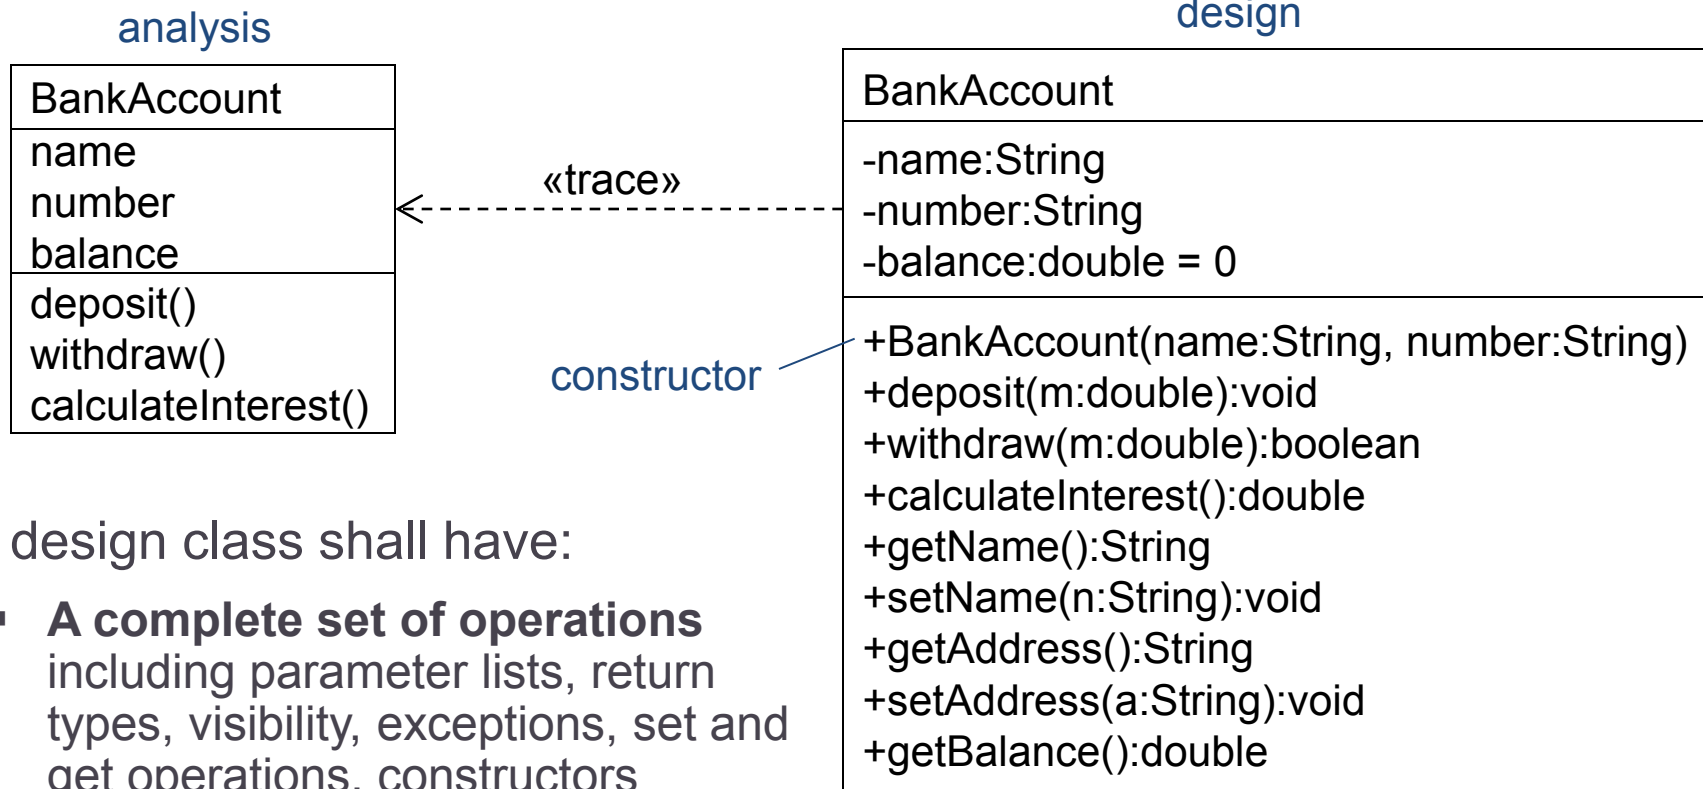 analysis
BankAccount
name
number
balance
deposit()
withdraw()
calculateInterest()
«trace»
constructor
design
BankAccount
-name:String
-number:String
-balance:double = 0
+BankAccount(name:String, number:String)
+deposit(m:double):void
+withdraw(m:double):boolean
+calculateInterest():double
+getName():String
+setName(n:String):void
+getAddress():String
+setAddress(a:String):void
+getBalance():double
design class shall have:
▪ A complete set of operations
including parameter lists, return
types, visibility, exceptions, set and
get operations, constructors